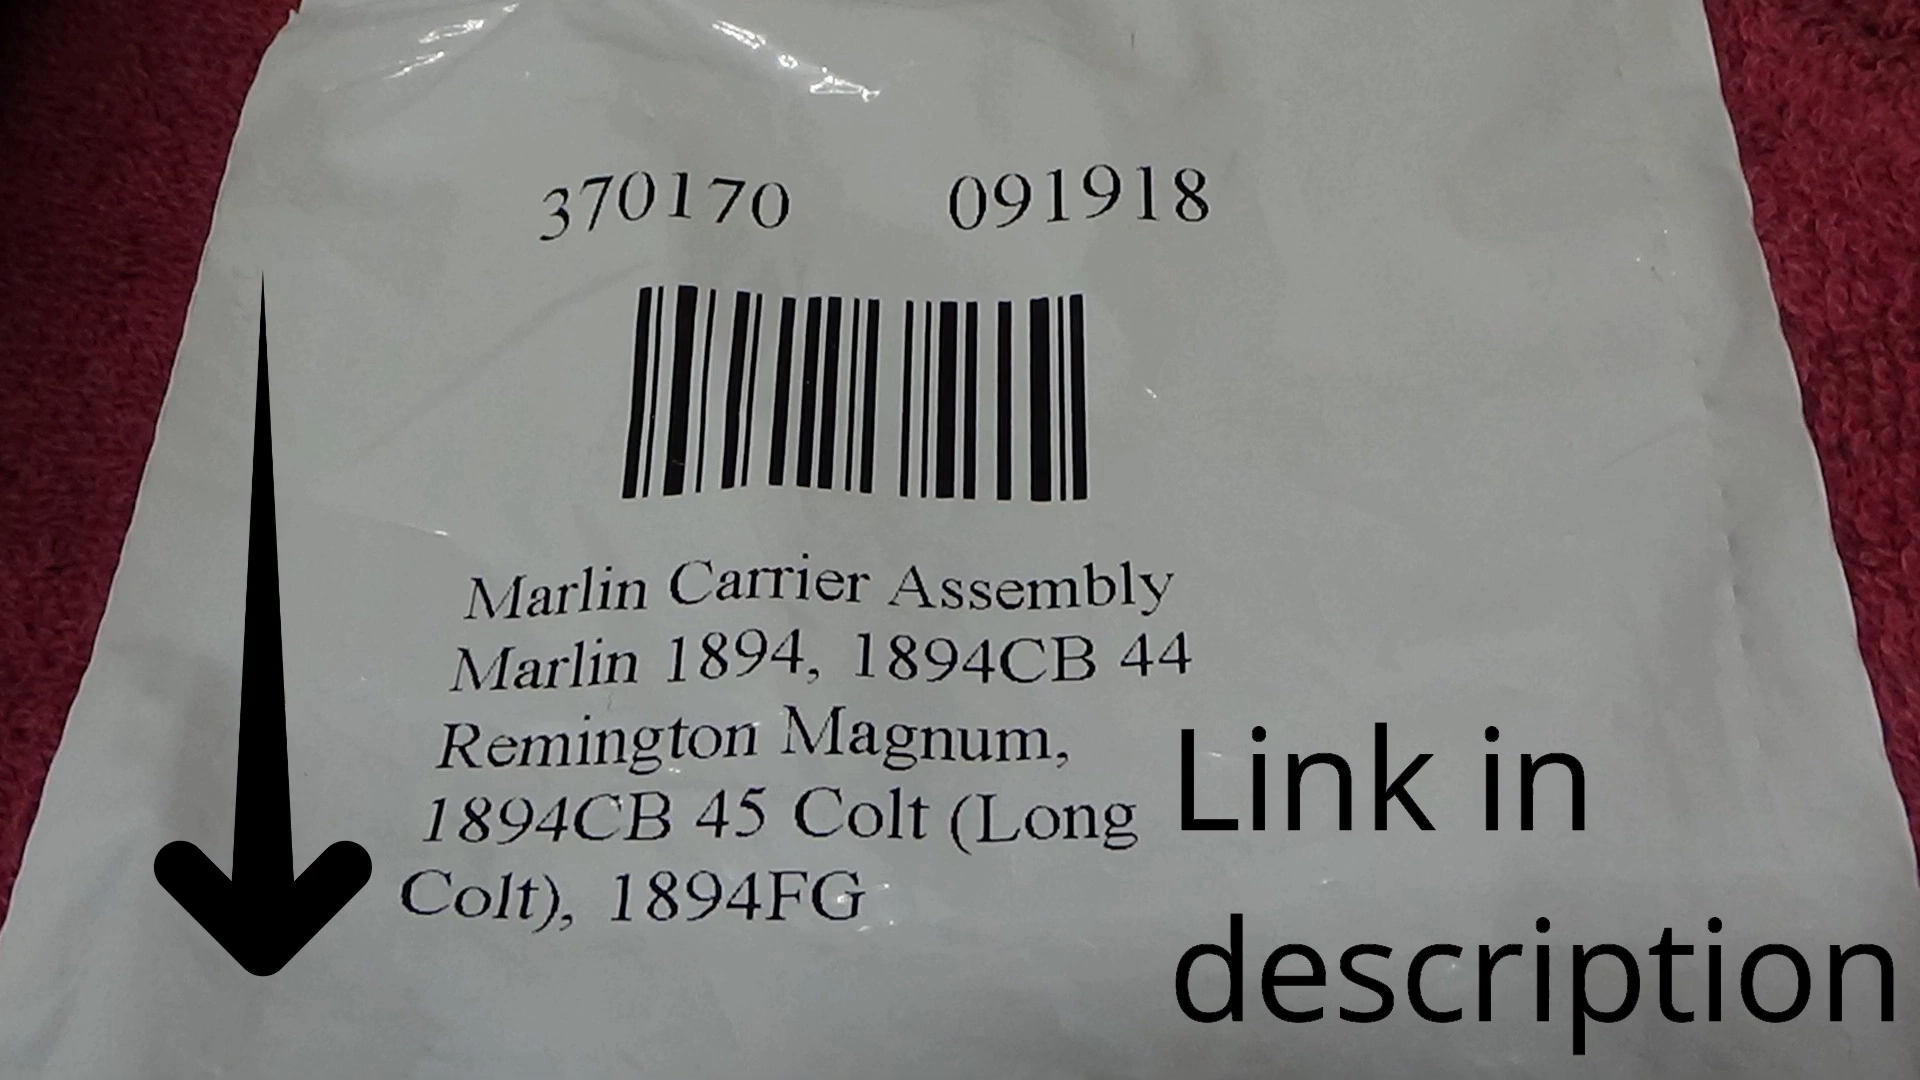 370170 091918
Marlin Carrier Assembly
Marlin 1894, 1894CB 44
Remington Magnum,
1894CB 45 Colt (Long
Colt), 1894FG
Link in
description